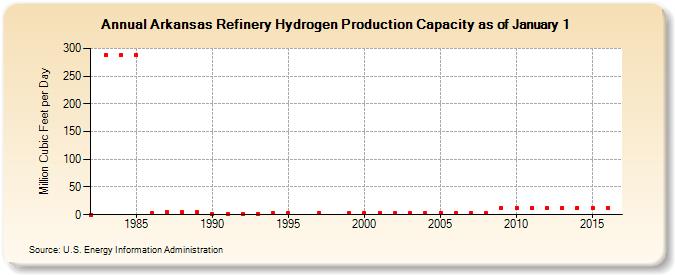 Annual Arkansas Refinery Hydrogen Production Capacity as of January 1
Million Cubic Feet per Day
300
250
200
150
100
50
0
1985 1990 1995 2000 2005 2010 2015
Source: U.S. Energy Information Administration